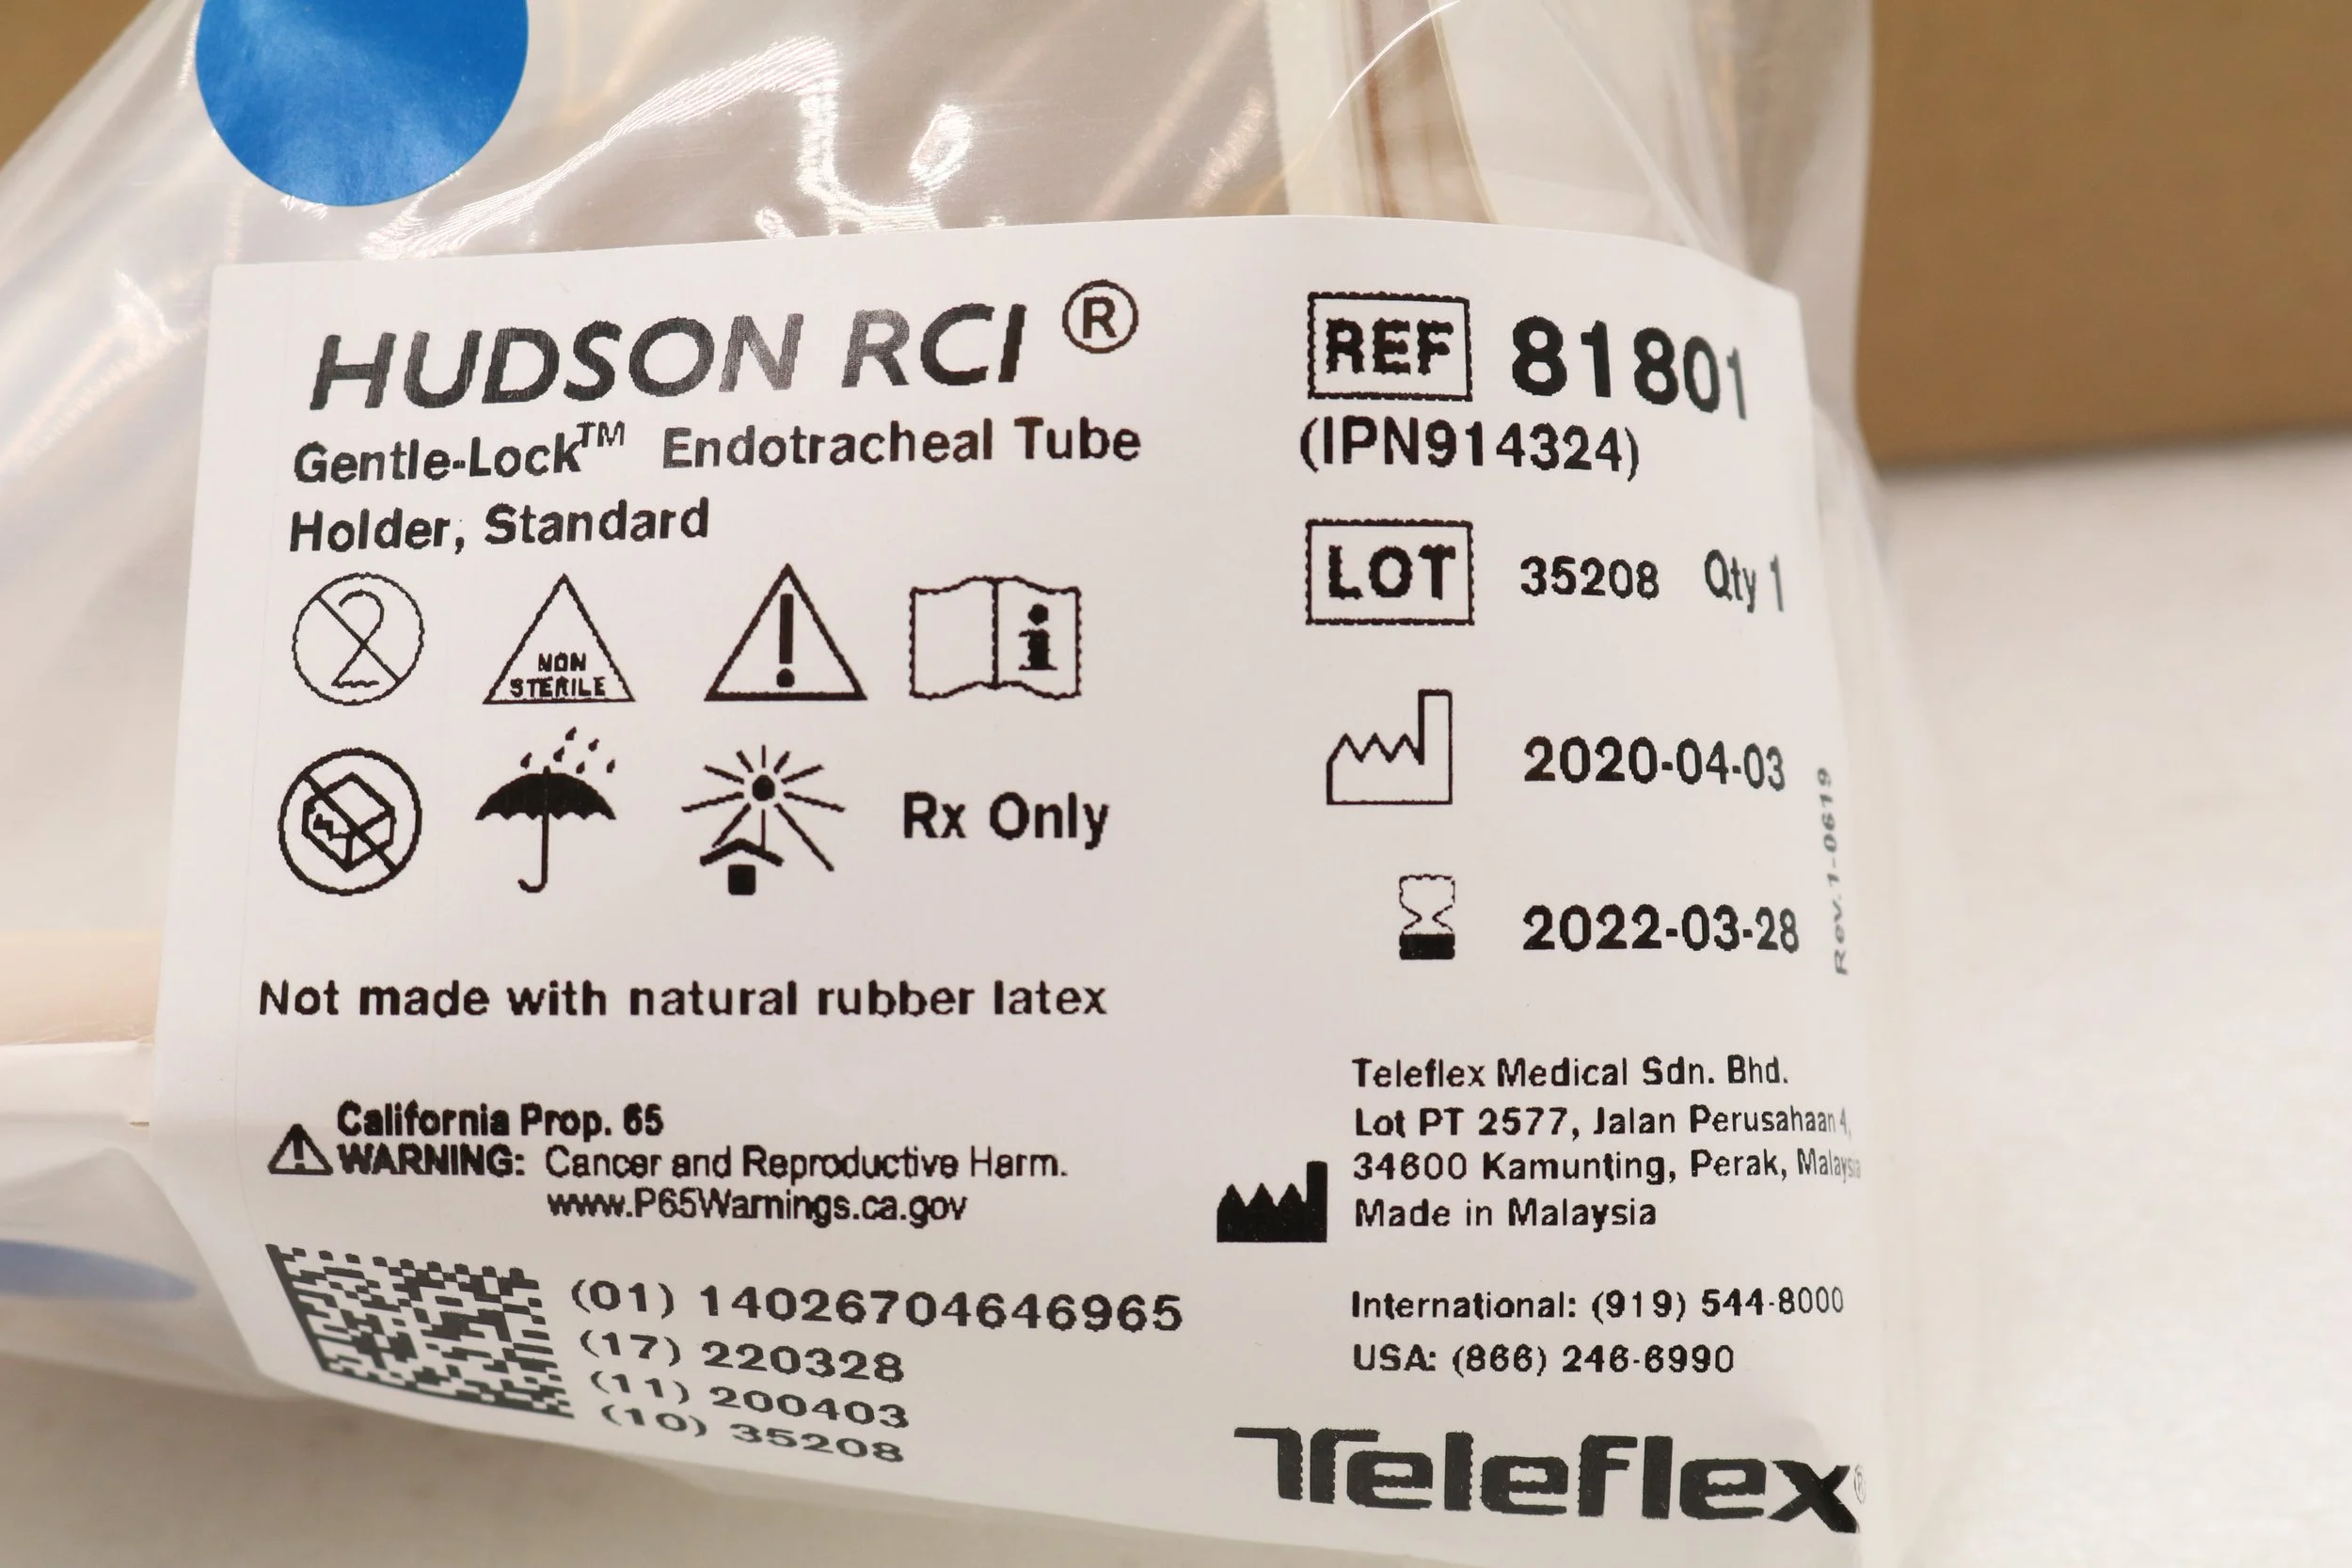 HUDSON RCI ®
Gentle-Lock™ Endotracheal Tube
Holder, Standard
2
NON
STERILE
Rx Only
Not made with natural rubber latex
California Prop. 65
WARNING: Cancer and Reproductive Harm.
www.P65Warnings.ca.gov
(01) 14026704646965
(17) 220328
(11) 200403
(10) 35208
REF 81801
(IPN914324)
LOT 35208 Qty 1
2020-04-03
2022-03-28
Rev.1-0619
Teleflex Medical Sdn. Bhd.
Lot PT 2577, Jalan Perusahaan 4,
34600 Kamunting, Perak, Malaysia
Made in Malaysia
International: (919) 544-8000
USA: (866) 246-6990
Teleflex®